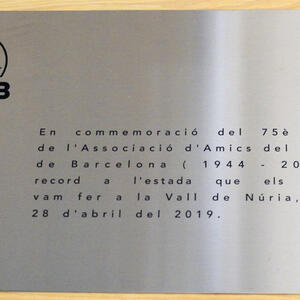 B
En commemoració del 75è
de l'Associació d'Amics del
de Barcelona ( 1944 - 20
record a l'estada que els
vam fer a la Vall de Núria,
28 d'abril del 2019.